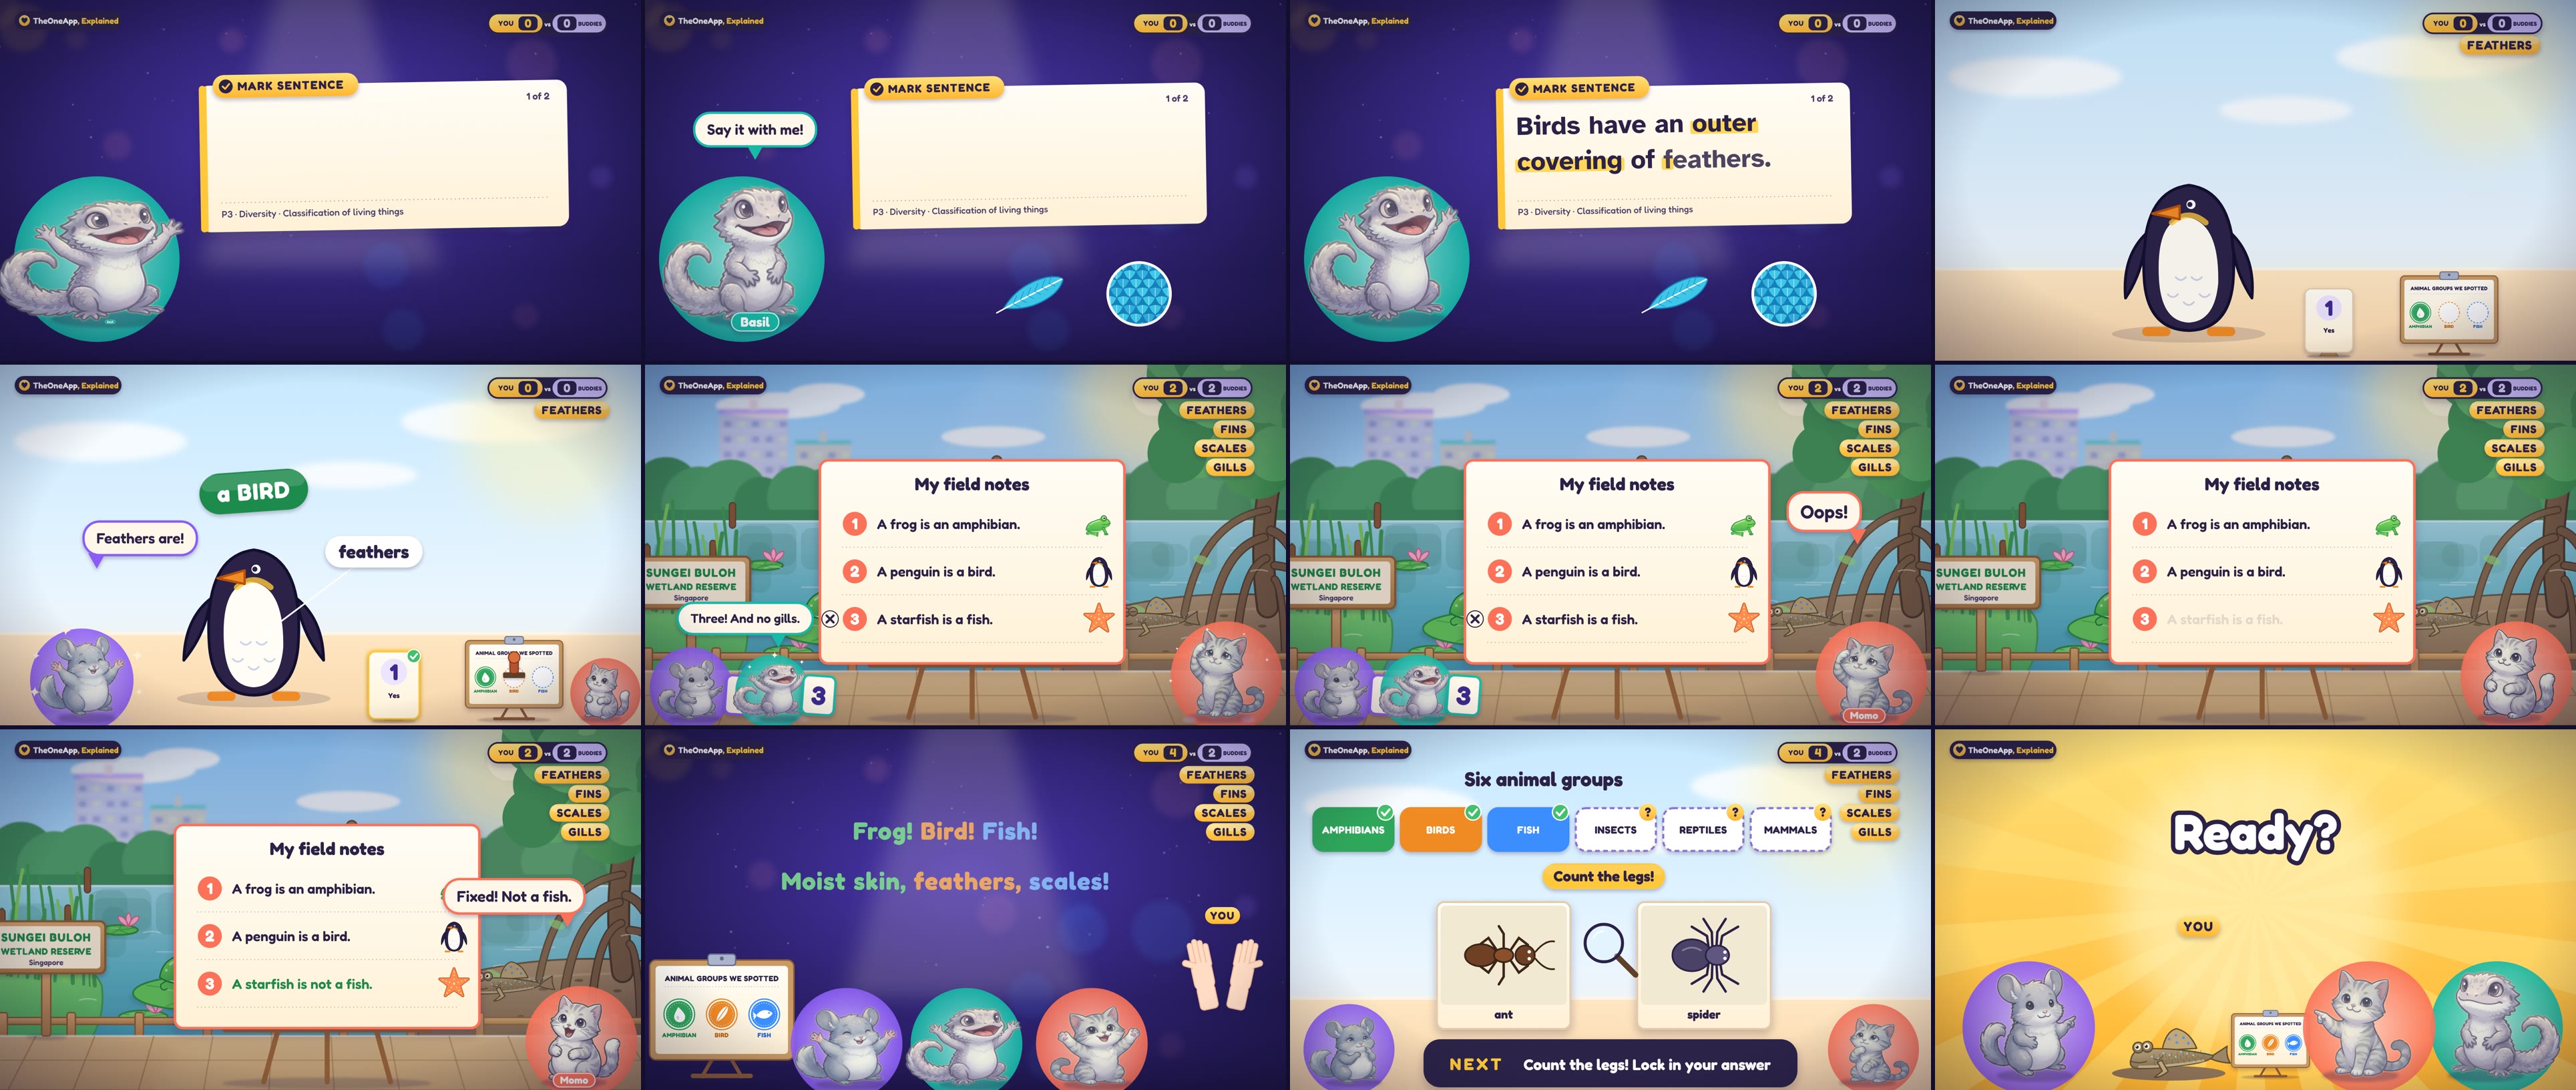 TheOneApp, Explained
YOU 0 vs 0 BUDDIES
MARK SENTENCE
1 of 2
P3 · Diversity · Classification of living things
TheOneApp, Explained
YOU 0 vs 0 BUDDIES
MARK SENTENCE
1 of 2
Say it with me!
P3 · Diversity · Classification of living things
Basil
TheOneApp, Explained
YOU 0 vs 0 BUDDIES
MARK SENTENCE
1 of 2
Birds have an outer
covering of feathers.
P3 · Diversity · Classification of living things
TheOneApp, Explained
YOU 0 vs 0 BUDDIES
FEATHERS
1
Yes
ANIMAL GROUPS WE SPOTTED
AMPHIBIAN BIRD FISH
TheOneApp, Explained
YOU 0 vs 0 BUDDIES
FEATHERS
a BIRD
Feathers are!
feathers
1
Yes
ANIMAL GROUPS WE SPOTTED
AMPHIBIAN BIRD FISH
TheOneApp, Explained
YOU 2 vs 2 BUDDIES
FEATHERS
FINS
SCALES
GILLS
My field notes
1 A frog is an amphibian.
2 A penguin is a bird.
3 A starfish is a fish.
SUNGEI BULOH
WETLAND RESERVE
Singapore
Three! And no gills.
3
TheOneApp, Explained
YOU 2 vs 2 BUDDIES
FEATHERS
FINS
SCALES
GILLS
My field notes
Oops!
1 A frog is an amphibian.
2 A penguin is a bird.
3 A starfish is a fish.
SUNGEI BULOH
WETLAND RESERVE
Singapore
3
Momo
TheOneApp, Explained
YOU 2 vs 2 BUDDIES
FEATHERS
FINS
SCALES
GILLS
My field notes
1 A frog is an amphibian.
2 A penguin is a bird.
3 A starfish is a fish.
SUNGEI BULOH
WETLAND RESERVE
Singapore
TheOneApp, Explained
YOU 2 vs 2 BUDDIES
FEATHERS
FINS
SCALES
GILLS
My field notes
1 A frog is an amphibian.
Fixed! Not a fish.
2 A penguin is a bird.
3 A starfish is not a fish.
SUNGEI BULOH
WETLAND RESERVE
Singapore
Momo
TheOneApp, Explained
YOU 4 vs 2 BUDDIES
FEATHERS
FINS
SCALES
GILLS
Frog! Bird! Fish!
Moist skin, feathers, scales!
YOU
ANIMAL GROUPS WE SPOTTED
AMPHIBIAN BIRD FISH
TheOneApp, Explained
YOU 4 vs 2 BUDDIES
FEATHERS
FINS
SCALES
GILLS
Six animal groups
AMPHIBIANS BIRDS FISH INSECTS ? REPTILES ? MAMMALS ?
Count the legs!
ant
spider
NEXT Count the legs! Lock in your answer
TheOneApp, Explained
Ready?
YOU
ANIMAL GROUPS WE SPOTTED
AMPHIBIAN BIRD FISH